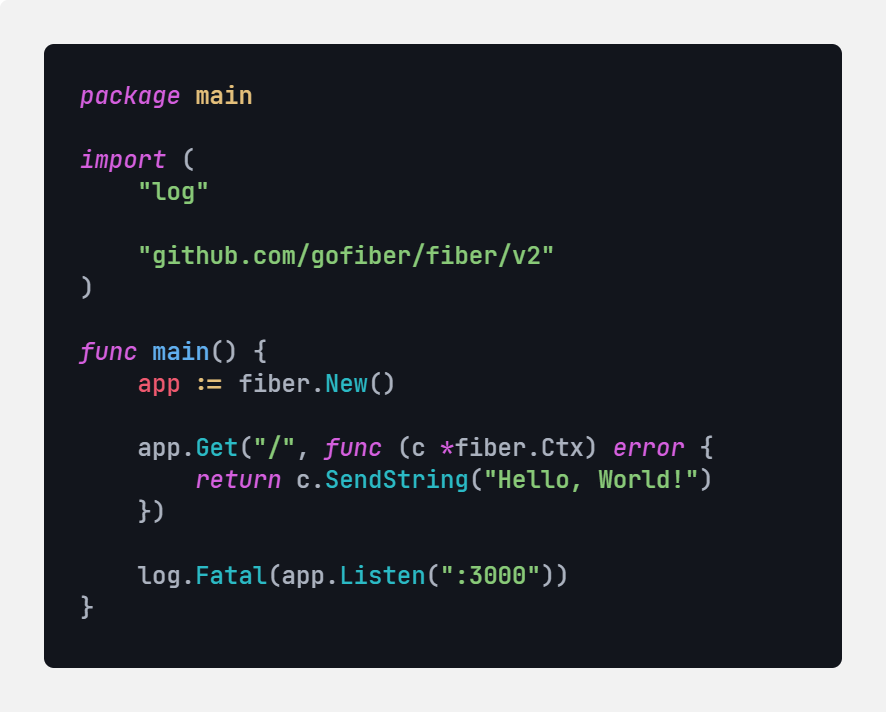 package main
import (
"log"
"github.com/gofiber/fiber/v2"
)
func main() {
app := fiber.New()
app.Get("/", func (c *fiber.Ctx) error {
return c.SendString("Hello, World!")
})
log.Fatal(app.Listen(":3000"))
}